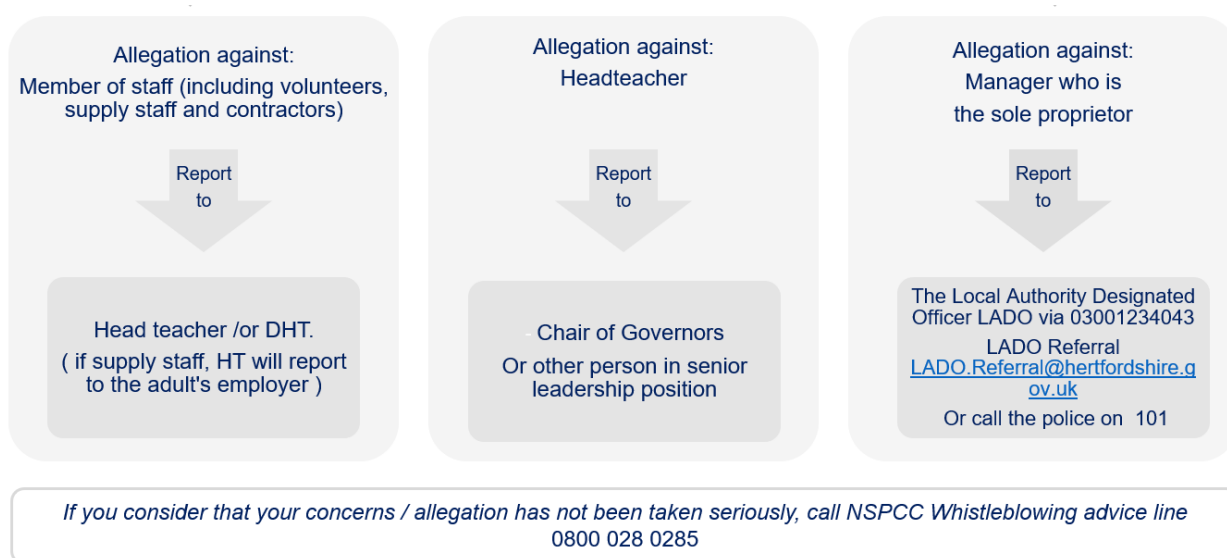 Allegation against:
Member of staff (including volunteers,
supply staff and contractors)
Report
to
Head teacher /or DHT.
( if supply staff, HT will report
to the adult's employer )
Allegation against:
Headteacher
Report
to
- Chair of Governors
Or other person in senior
leadership position
Allegation against:
Manager who is
the sole proprietor
Report
to
The Local Authority Designated
Officer LADO via 03001234043
LADO Referral
LADO.Referral@hertfordshire.g
ov.uk
Or call the police on  101
If you consider that your concerns / allegation has not been taken seriously, call NSPCC Whistleblowing advice line
0800 028 0285